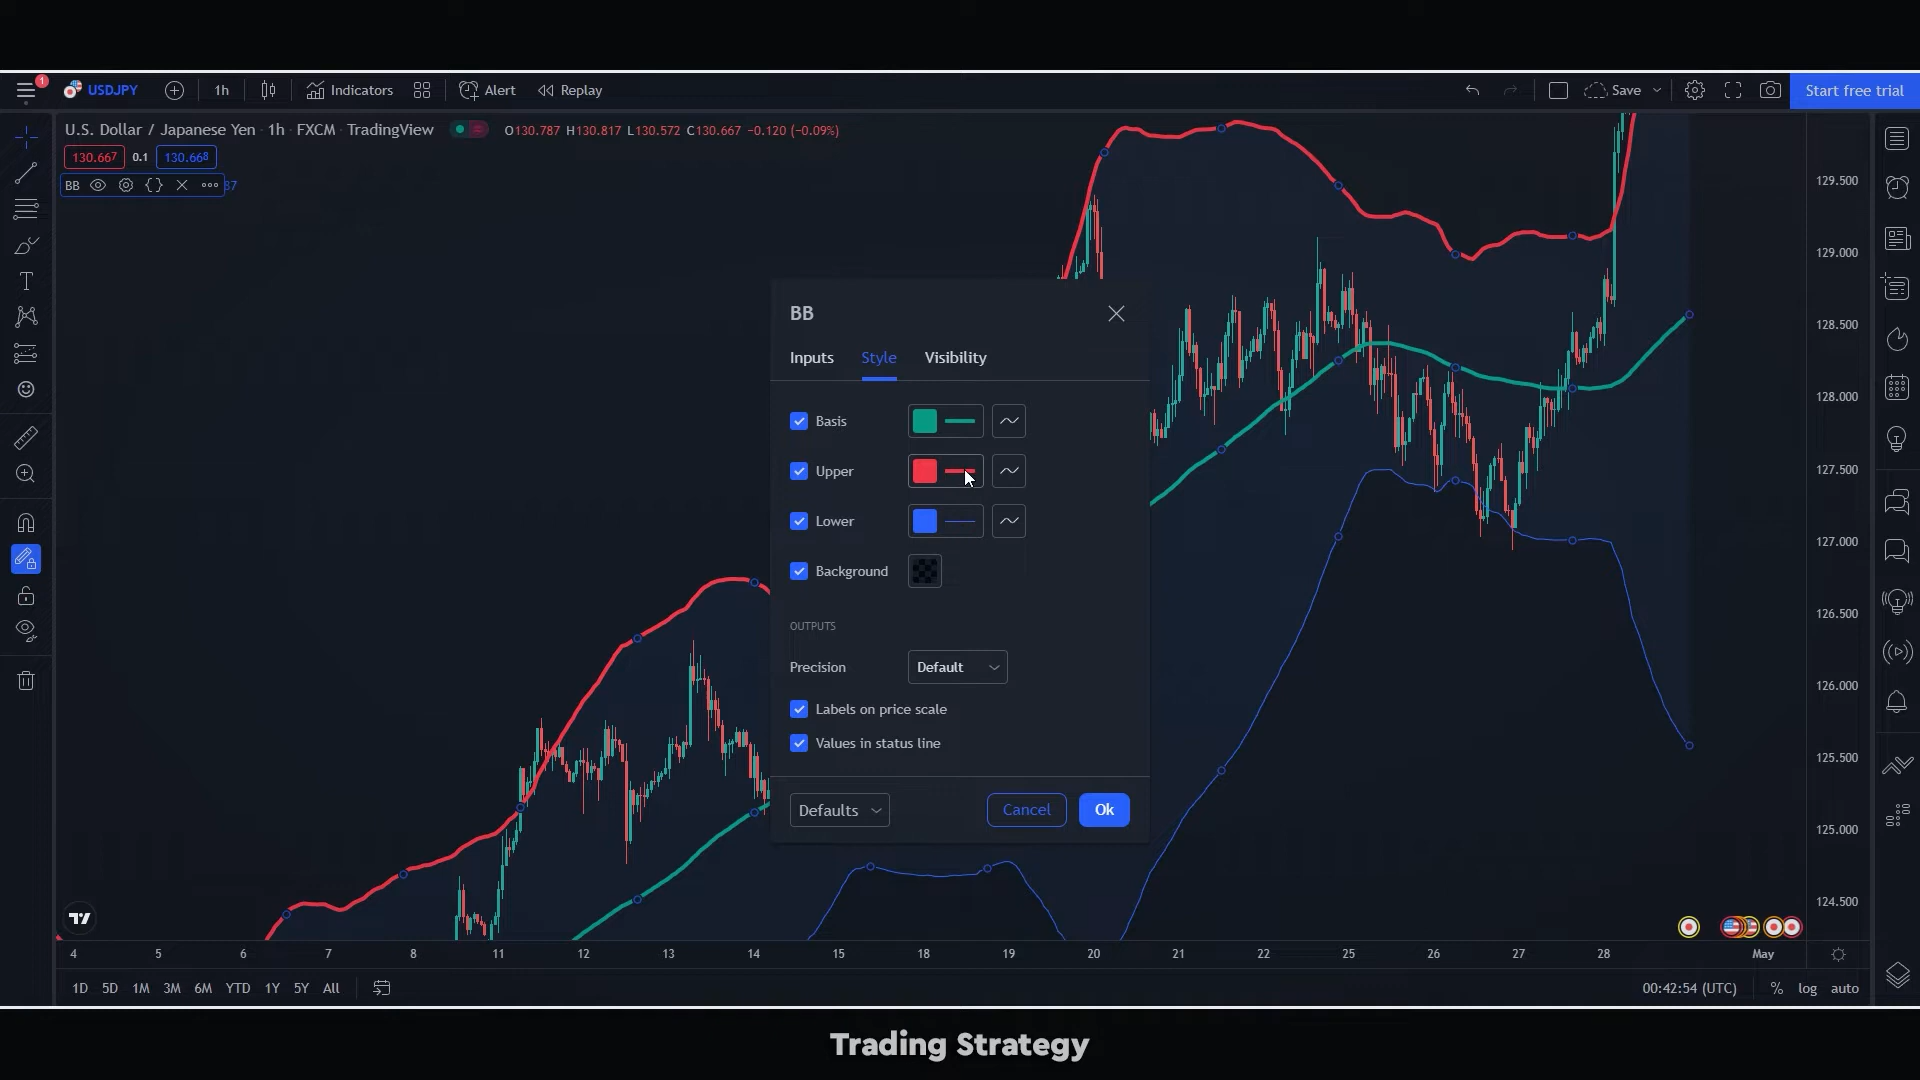 1
USDJPY
1h
Indicators
Alert
Replay
Save
Start free trial
U.S. Dollar / Japanese Yen · 1h · FXCM · TradingView
O130.787 H130.817 L130.572 C130.667 −0.120 (−0.09%)
130.667 0.1 130.668
BB
87
129.500
129.000
128.500
128.000
127.500
127.000
126.500
126.000
125.500
125.000
124.500
BB
Inputs Style Visibility
Basis
Upper
Lower
Background
OUTPUTS
Precision Default
Labels on price scale
Values in status line
Defaults Cancel Ok
4 5 6 7 8 11 12 13 14 15 18 19 20 21 22 25 26 27 28 May
1D 5D 1M 3M 6M YTD 1Y 5Y All
00:42:54 (UTC) % log auto
Trading Strategy